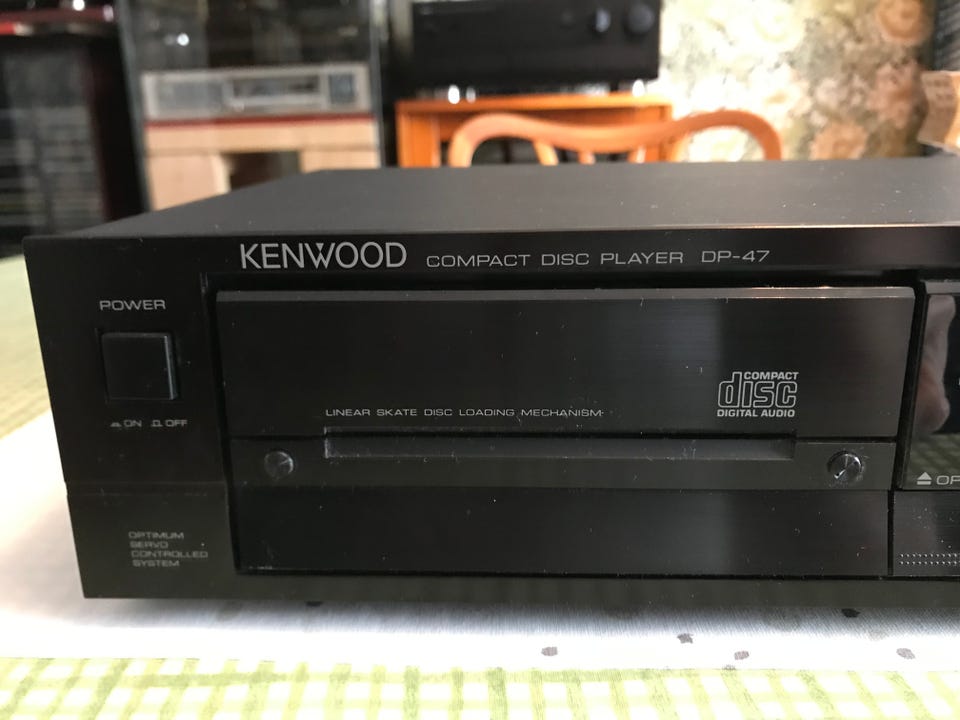 KENWOOD COMPACT DISC PLAYER DP-47
POWER
ON OFF
COMPACT
disc
DIGITAL AUDIO
LINEAR SKATE DISC LOADING MECHANISM
OPTIMUM
SERVO
CONTROLLED
SYSTEM
OP